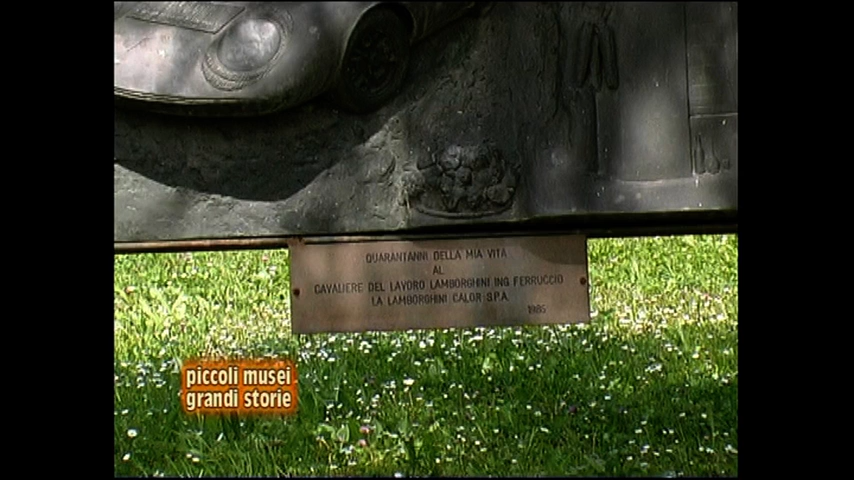 QUARANTANNI DELLA MIA VITA
AL
CAVALIERE DEL LAVORO LAMBORGHINI ING FERRUCCIO
LA LAMBORGHINI CALOR S.P.A.
1985
piccoli musei
grandi storie